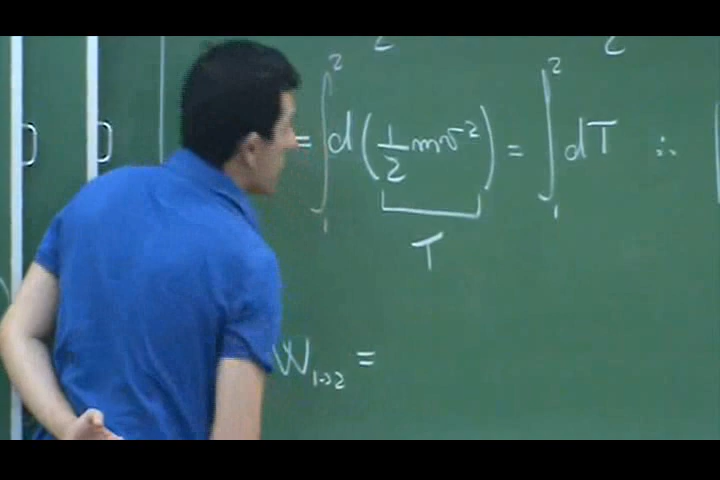 = ∫₁² d(½mv²) = ∫₁² dT ∴
T
W₁→₂ =